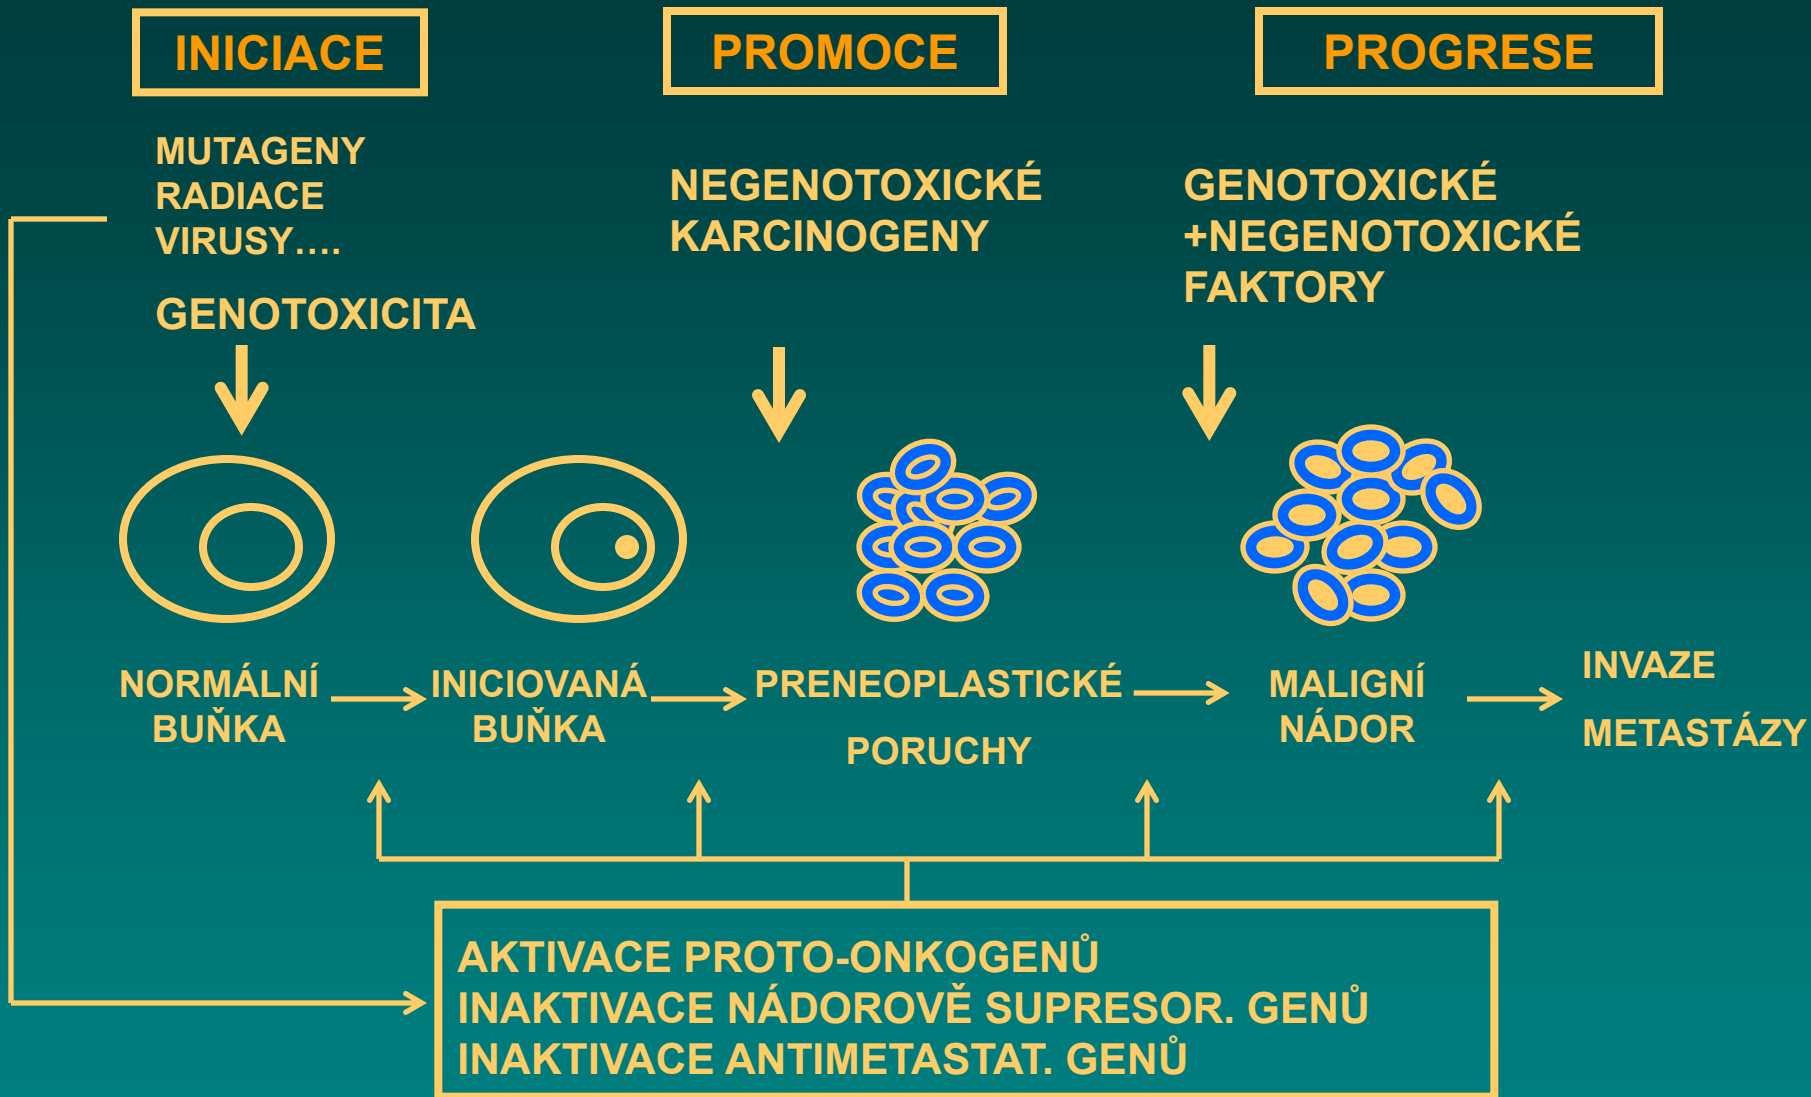 INICIACE
PROMOCE
PROGRESE
MUTAGENY
RADIACE
VIRUSY....
GENOTOXICITA
NEGENOTOXICKÉ
KARCINOGENY
GENOTOXICKÉ
+NEGENOTOXICKÉ
FAKTORY
NORMÁLNÍ
BUŇKA
INICIOVANÁ
BUŇKA
PRENEOPLASTICKÉ
PORUCHY
MALIGNÍ
NÁDOR
INVAZE
METASTÁZY
AKTIVACE PROTO-ONKOGENŮ
INAKTIVACE NÁDOROVĚ SUPRESOR. GENŮ
INAKTIVACE ANTIMETASTAT. GENŮ